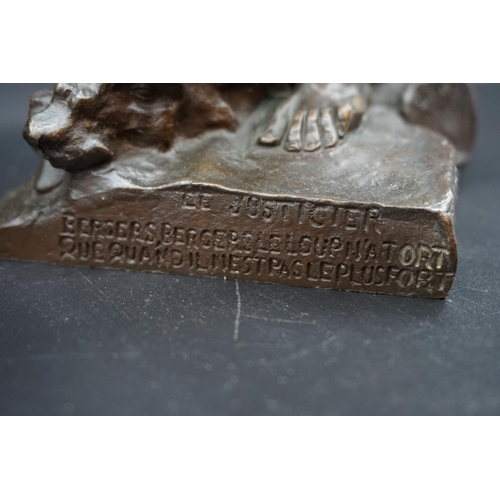 LE JUSTICIER
BERGERS, BERGERS LE LOUP N'A TORT
QUE QUAND IL N'EST PAS LE PLUS FORT